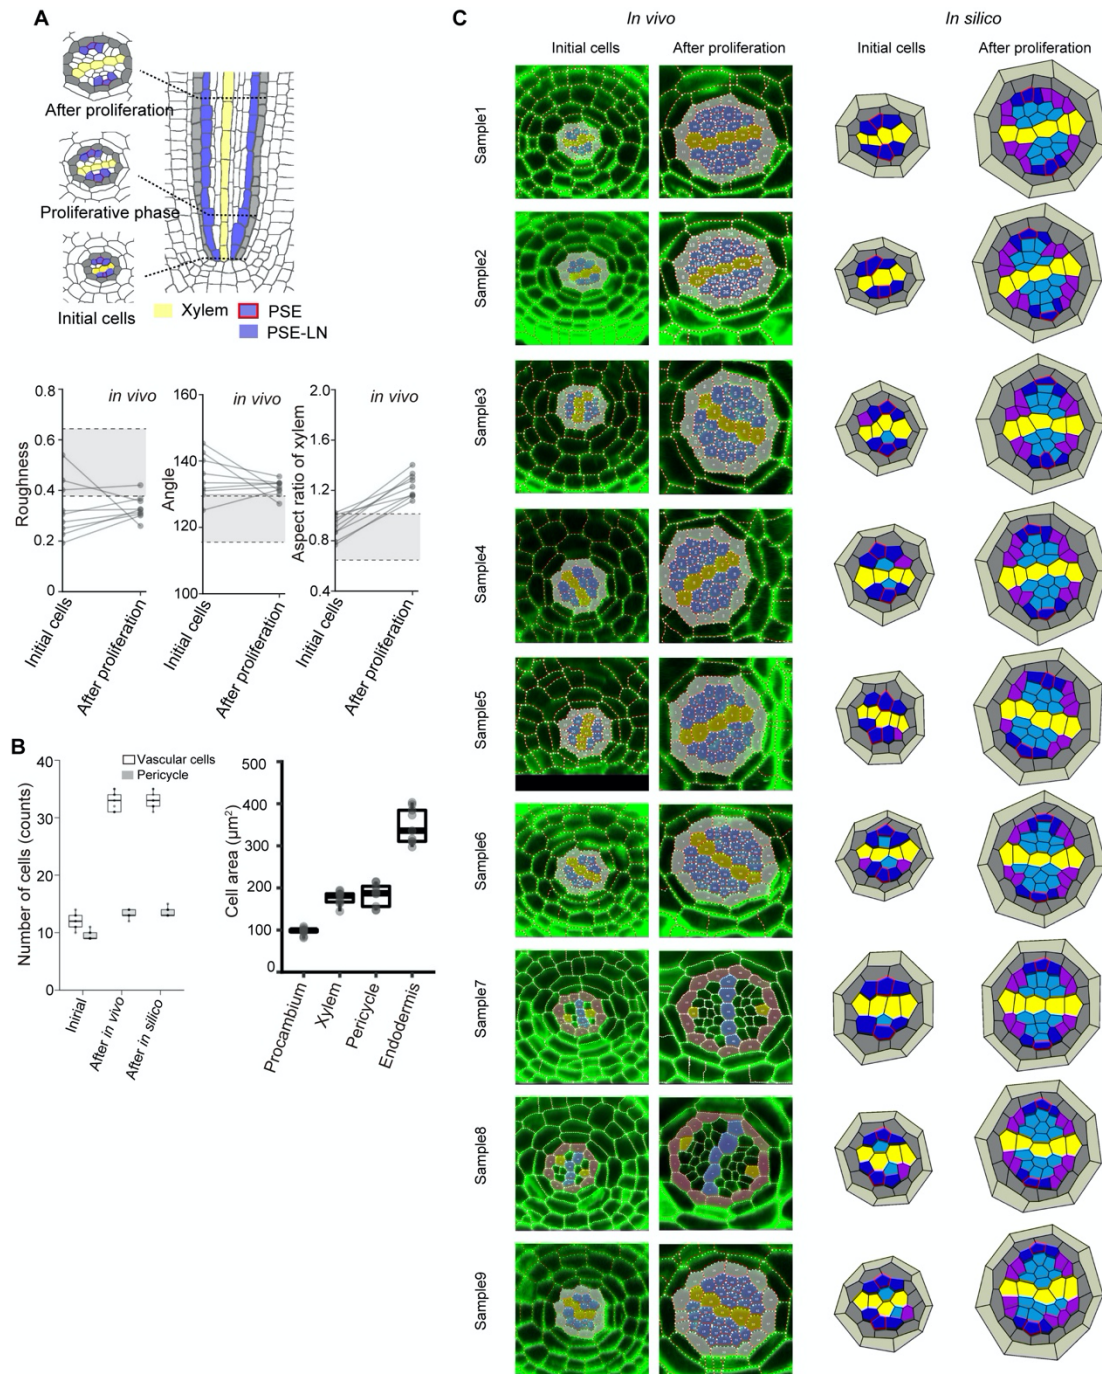 A
After proliferation
Proliferative phase
Initial cells
Xylem
PSE
PSE-LN
0.8
0.6
0.4
0.2
0
Roughness
in vivo
Initial cells
After proliferation
160
140
120
100
Angle
in vivo
Initial cells
After proliferation
2.0
1.6
1.2
0.8
0.4
Aspect ratio of xylem
in vivo
Initial cells
After proliferation
B
Vascular cells
Pericycle
40
30
20
10
0
Number of cells (counts)
Inirial
After in vivo
After in silico
500
400
300
200
100
0
Cell area (µm²)
Procambium
Xylem
Pericycle
Endodermis
C
In vivo
In silico
Initial cells
After proliferation
Initial cells
After proliferation
Sample1
Sample2
Sample3
Sample4
Sample5
Sample6
Sample7
Sample8
Sample9